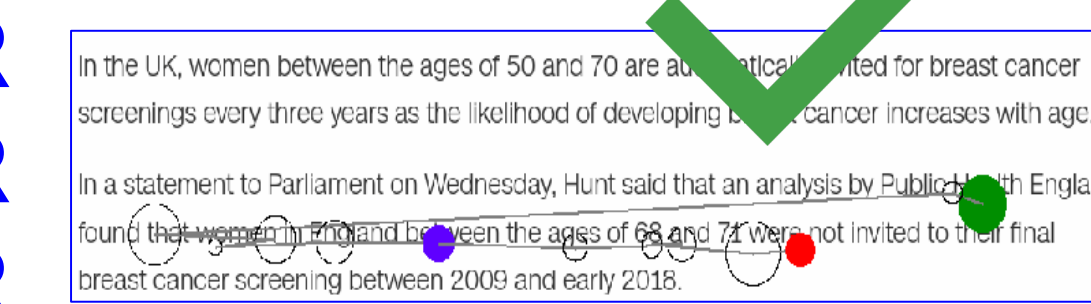 R
In the UK, women between the ages of 50 and 70 are invited for breast cancer
R
screenings every three years as the likelihood of developing cancer increases with age
In a statement to Parliament on Wednesday, Hunt said that an analysis by Public Health
found that women in England between the ages of 68 and 71 were not invited to their final
breast cancer screening between 2009 and early 2018.